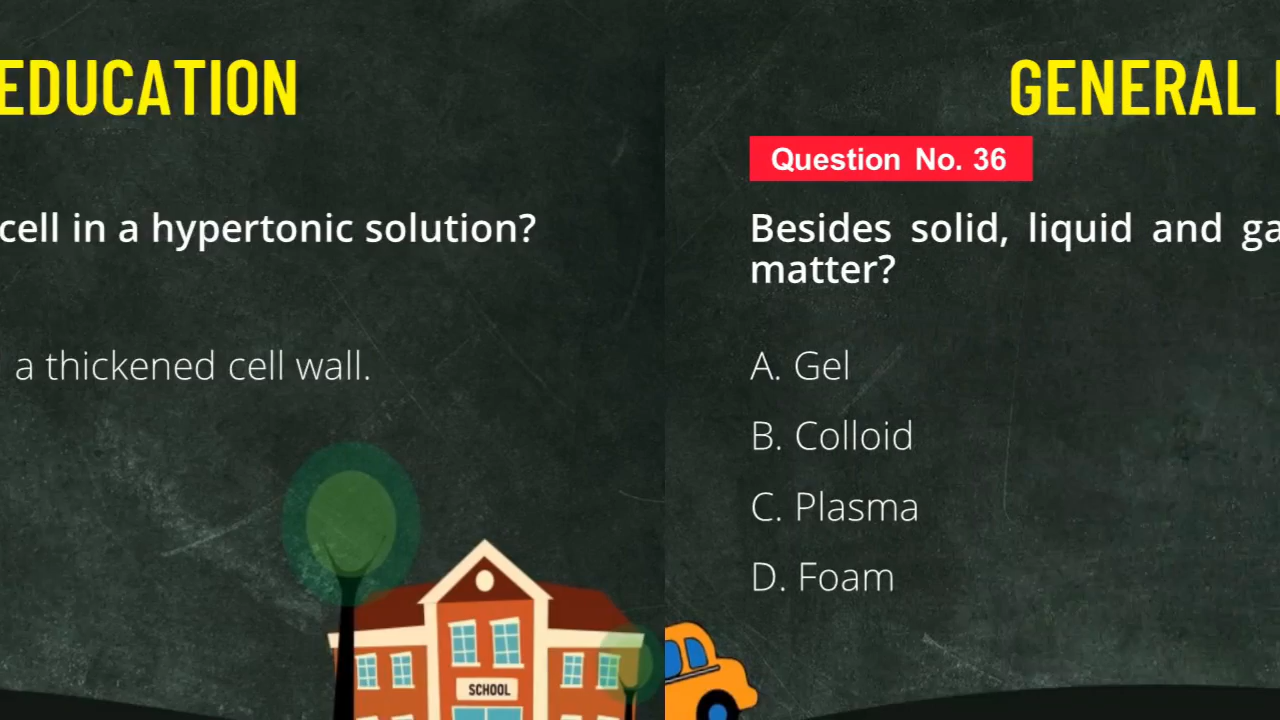 EDUCATION
cell in a hypertonic solution?
a thickened cell wall.
SCHOOL
GENERAL
Question No. 36
Besides solid, liquid and ga
matter?
A. Gel
B. Colloid
C. Plasma
D. Foam